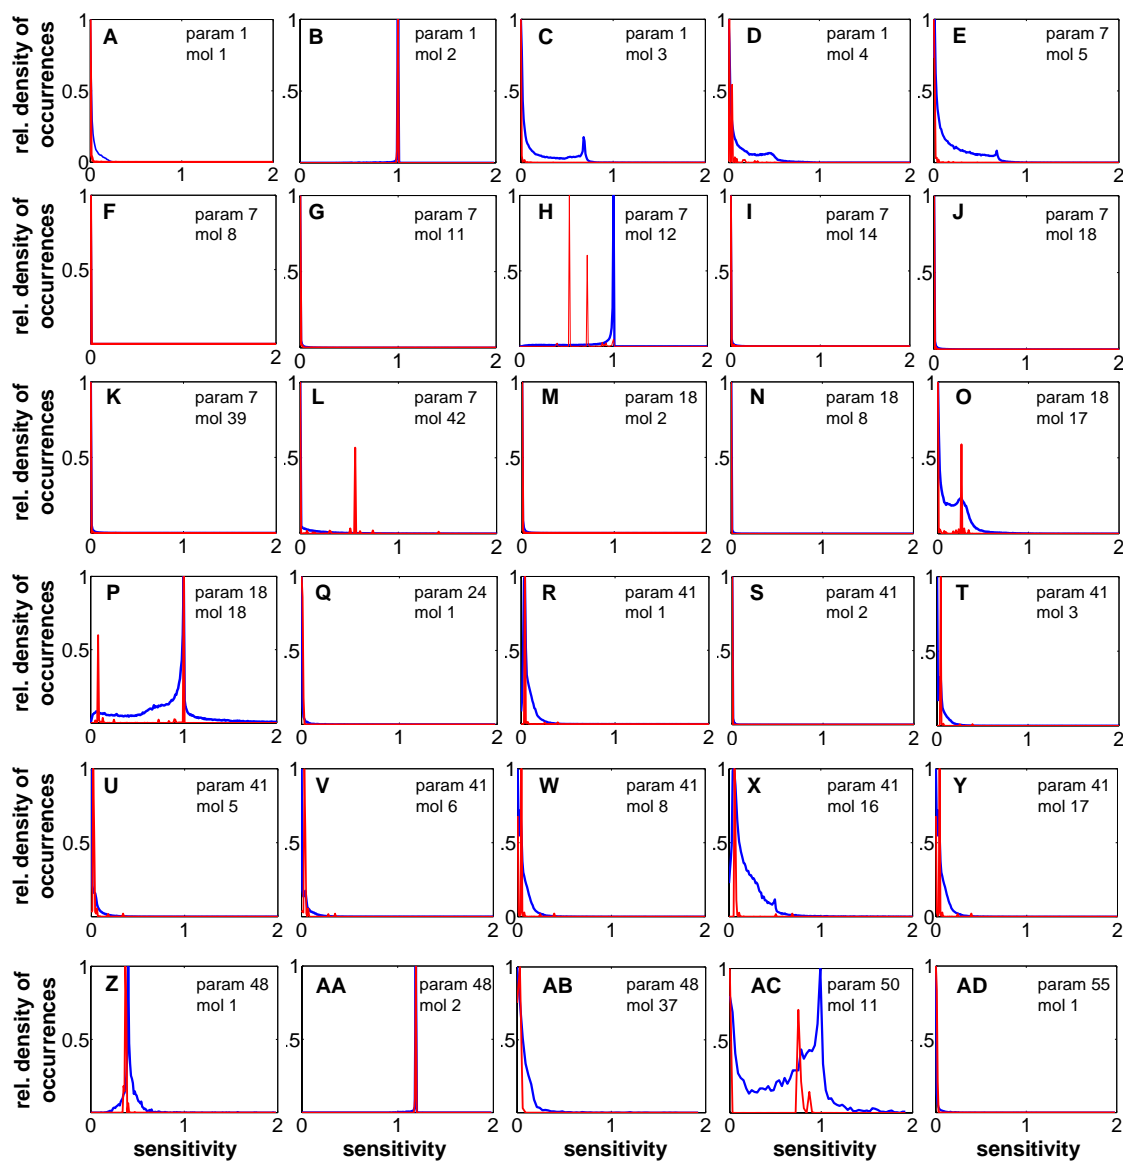 rel. density of
occurrences
A
param 1
mol 1
1
0.5
0
0
1
2
B
param 1
mol 2
1
.5
0
1
2
C
param 1
mol 3
1
.5
0
1
2
D
param 1
mol 4
1
.5
0
1
2
E
param 7
mol 5
1
.5
0
1
2
rel. density of
occurrences
F
param 7
mol 8
1
0.5
0
1
2
G
param 7
mol 11
1
.5
0
1
2
H
param 7
mol 12
1
.5
0
1
2
I
param 7
mol 14
1
.5
0
1
2
J
param 7
mol 18
1
.5
0
1
2
rel. density of
occurrences
K
param 7
mol 39
1
0.5
0
1
2
L
param 7
mol 42
1
.5
0
1
2
M
param 18
mol 2
1
.5
0
1
2
N
param 18
mol 8
1
.5
0
1
2
O
param 18
mol 17
1
.5
0
1
2
rel. density of
occurrences
P
param 18
mol 18
1
0.5
0
1
2
Q
param 24
mol 1
1
.5
0
1
2
R
param 41
mol 1
1
.5
0
1
2
S
param 41
mol 2
1
.5
0
1
2
T
param 41
mol 3
1
.5
0
1
2
rel. density of
occurrences
U
param 41
mol 5
1
0.5
0
1
2
V
param 41
mol 6
1
.5
0
1
2
W
param 41
mol 8
1
.5
0
0
1
2
X
param 41
mol 16
1
.5
0
1
2
Y
param 41
mol 17
1
.5
0
0
1
2
rel. density of
occurrences
Z
param 48
mol 1
1
0.5
0
1
2
sensitivity
AA
param 48
mol 2
1
.5
0
1
2
sensitivity
AB
param 48
mol 37
1
.5
0
1
2
sensitivity
AC
param 50
mol 11
1
.5
0
1
2
sensitivity
AD
param 55
mol 1
1
.5
0
1
2
sensitivity